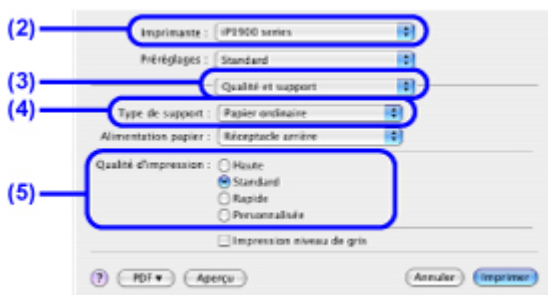 (2) Imprimante : iP1900 series
Préréglages : Standard
(3) Qualité et support
(4) Type de support : Papier ordinaire
Alimentation papier : Réceptacle arrière
(5) Qualité d'impression : Haute
Standard
Rapide
Personnalisée
Impression niveau de gris
? PDF ▼ Aperçu Annuler Imprimer